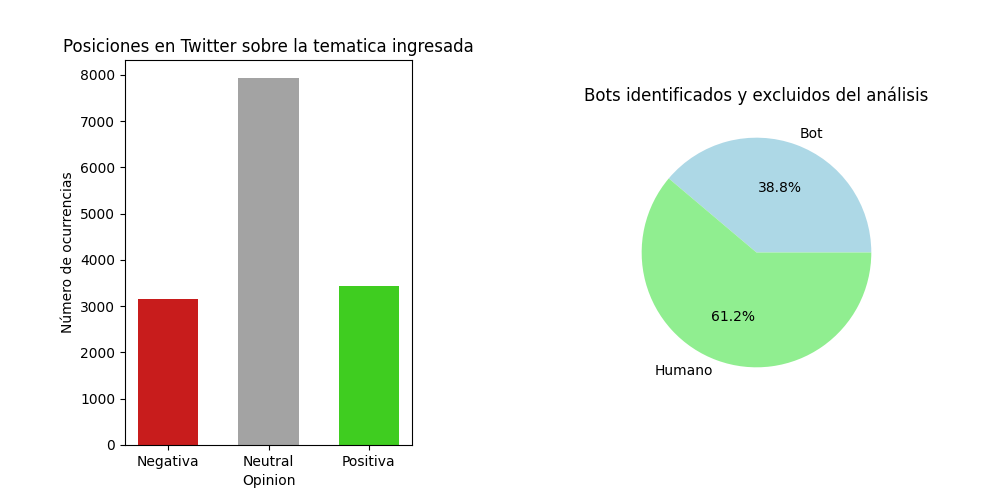 Posiciones en Twitter sobre la tematica ingresada
8000
7000
6000
5000
4000
3000
2000
1000
0
Número de ocurrencias
Negativa
Neutral
Positiva
Opinion
Bots identificados y excluidos del análisis
Bot
38.8%
61.2%
Humano